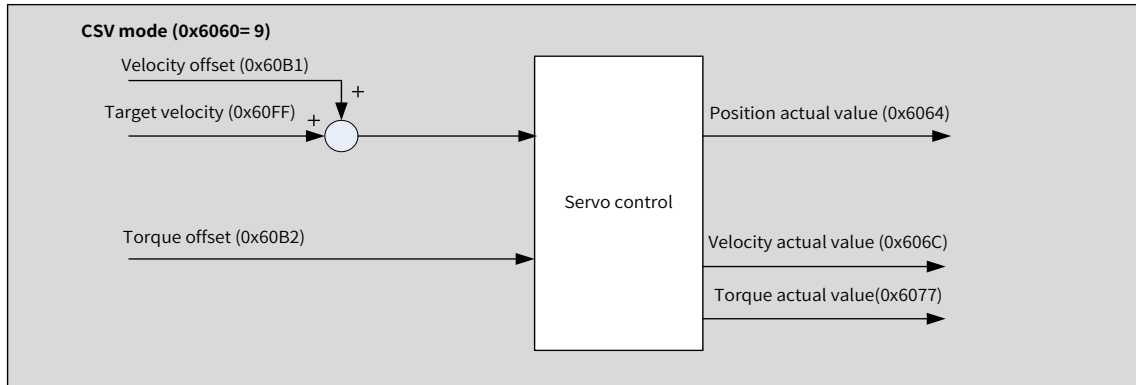 CSV mode (0x6060= 9)
Velocity offset (0x60B1)
+
Target velocity (0x60FF)
+
Position actual value (0x6064)
Servo control
Torque offset (0x60B2)
Velocity actual value (0x606C)
Torque actual value(0x6077)